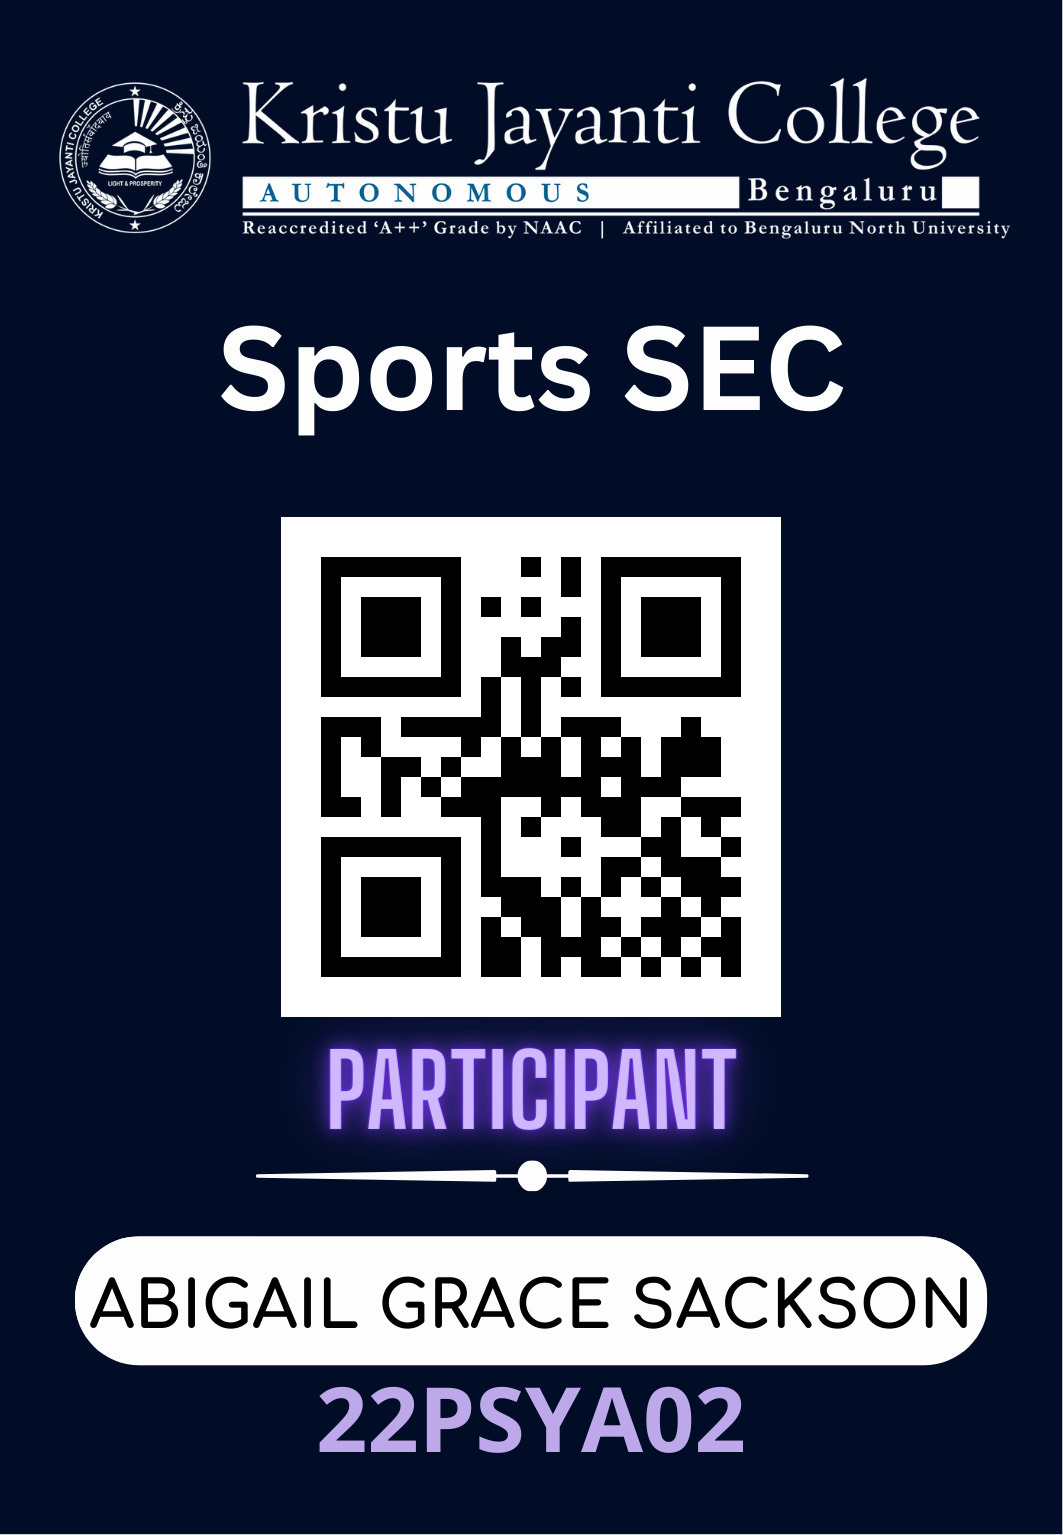 Kristu Jayanti College
AUTONOMOUS Bengaluru
Reaccredited ‘A++’ Grade by NAAC | Affiliated to Bengaluru North University
KRISTU JAYANTI COLLEGE
ಕ್ರಿಸ್ತು ಜಯಂತಿ ಕಾಲೇಜು
LIGHT & PROSPERITY
Sports SEC
PARTICIPANT
ABIGAIL GRACE SACKSON
22PSYA02